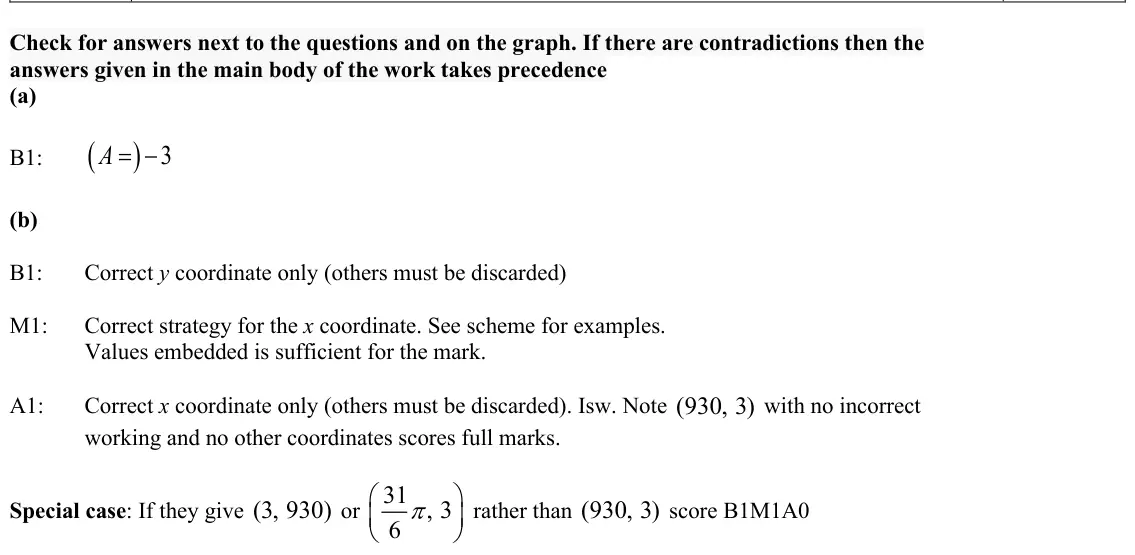 Check for answers next to the questions and on the graph. If there are contradictions then the
answers given in the main body of the work takes precedence
(a)
B1: (A =) −3
(b)
B1: Correct y coordinate only (others must be discarded)
M1: Correct strategy for the x coordinate. See scheme for examples.
Values embedded is sufficient for the mark.
A1: Correct x coordinate only (others must be discarded). Isw. Note (930, 3) with no incorrect
working and no other coordinates scores full marks.
Special case: If they give (3, 930) or (31/6 π, 3) rather than (930, 3) score B1M1A0